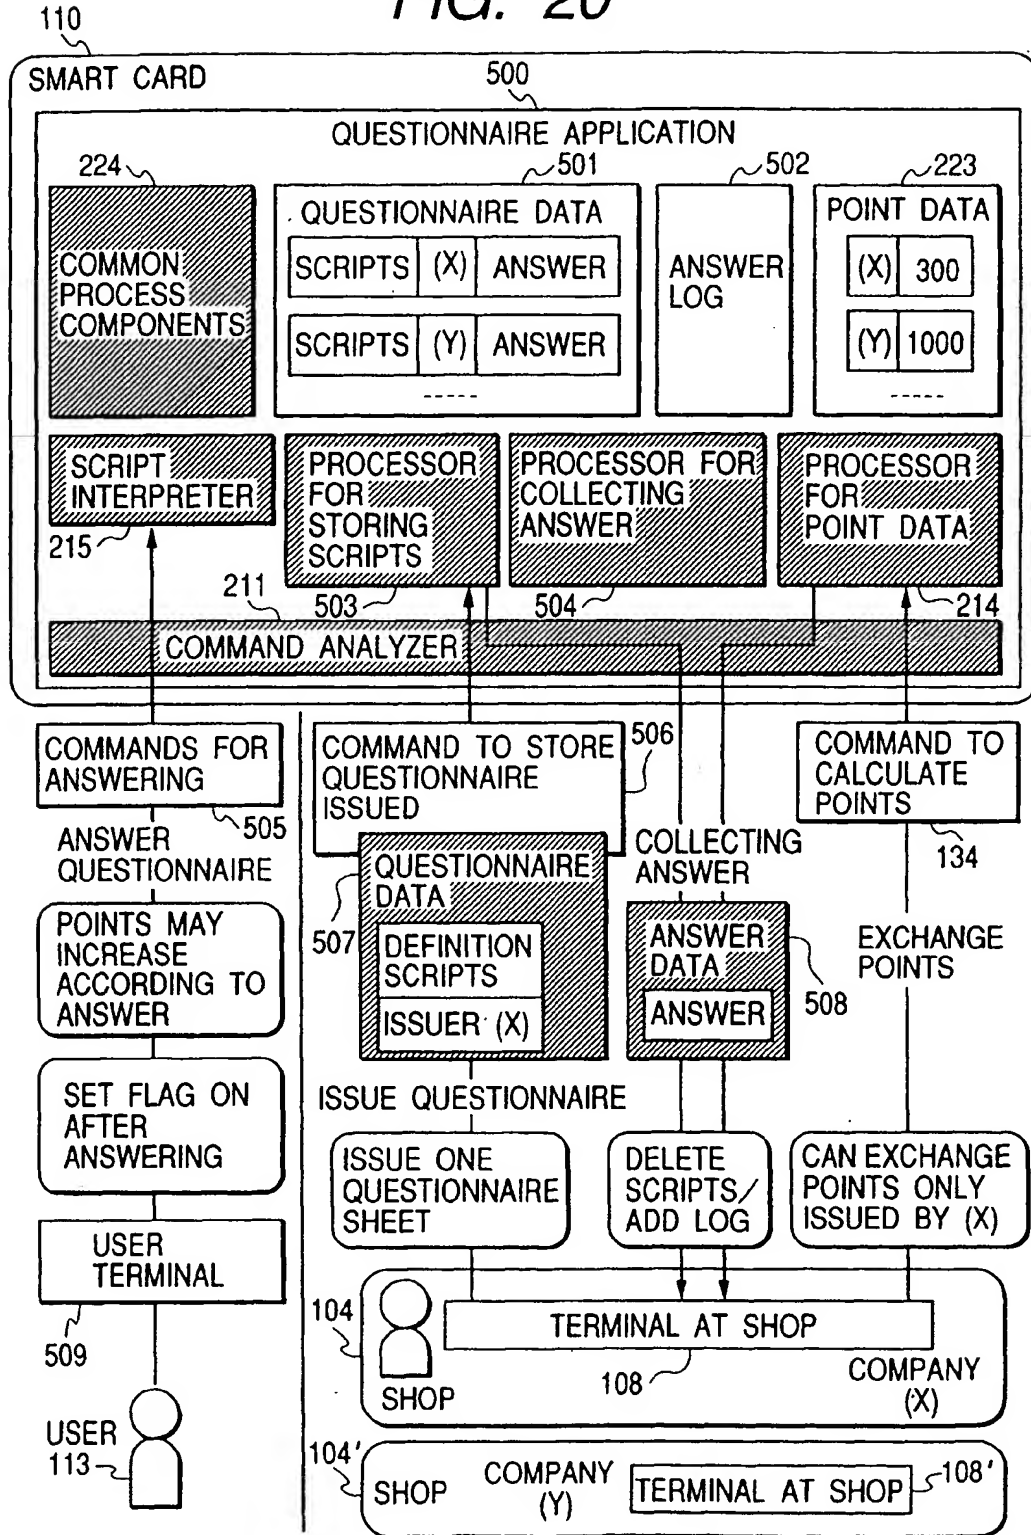 FIG. 20
110
SMART CARD
500
QUESTIONNAIRE APPLICATION
224
501
502
223
COMMON
PROCESS
COMPONENTS
QUESTIONNAIRE DATA
SCRIPTS (X) ANSWER
SCRIPTS (Y) ANSWER
-----
ANSWER
LOG
POINT DATA
(X) 300
(Y) 1000
-----
SCRIPT
INTERPRETER
215
PROCESSOR
FOR
STORING
SCRIPTS
503
PROCESSOR FOR
COLLECTING
ANSWER
504
PROCESSOR
FOR
POINT DATA
214
211
COMMAND ANALYZER
COMMANDS FOR
ANSWERING
505
ANSWER
QUESTIONNAIRE
POINTS MAY
INCREASE
ACCORDING TO
ANSWER
SET FLAG ON
AFTER
ANSWERING
USER
TERMINAL
509
USER
113
COMMAND TO STORE
QUESTIONNAIRE
ISSUED
506
QUESTIONNAIRE
DATA
507
DEFINITION
SCRIPTS
ISSUER (X)
ISSUE QUESTIONNAIRE
ISSUE ONE
QUESTIONNAIRE
SHEET
COLLECTING
ANSWER
ANSWER
DATA
ANSWER
508
DELETE
SCRIPTS/
ADD LOG
COMMAND TO
CALCULATE
POINTS
134
EXCHANGE
POINTS
CAN EXCHANGE
POINTS ONLY
ISSUED BY (X)
104
TERMINAL AT SHOP
108
SHOP
COMPANY
(X)
104'
SHOP
COMPANY
(Y)
TERMINAL AT SHOP
108'